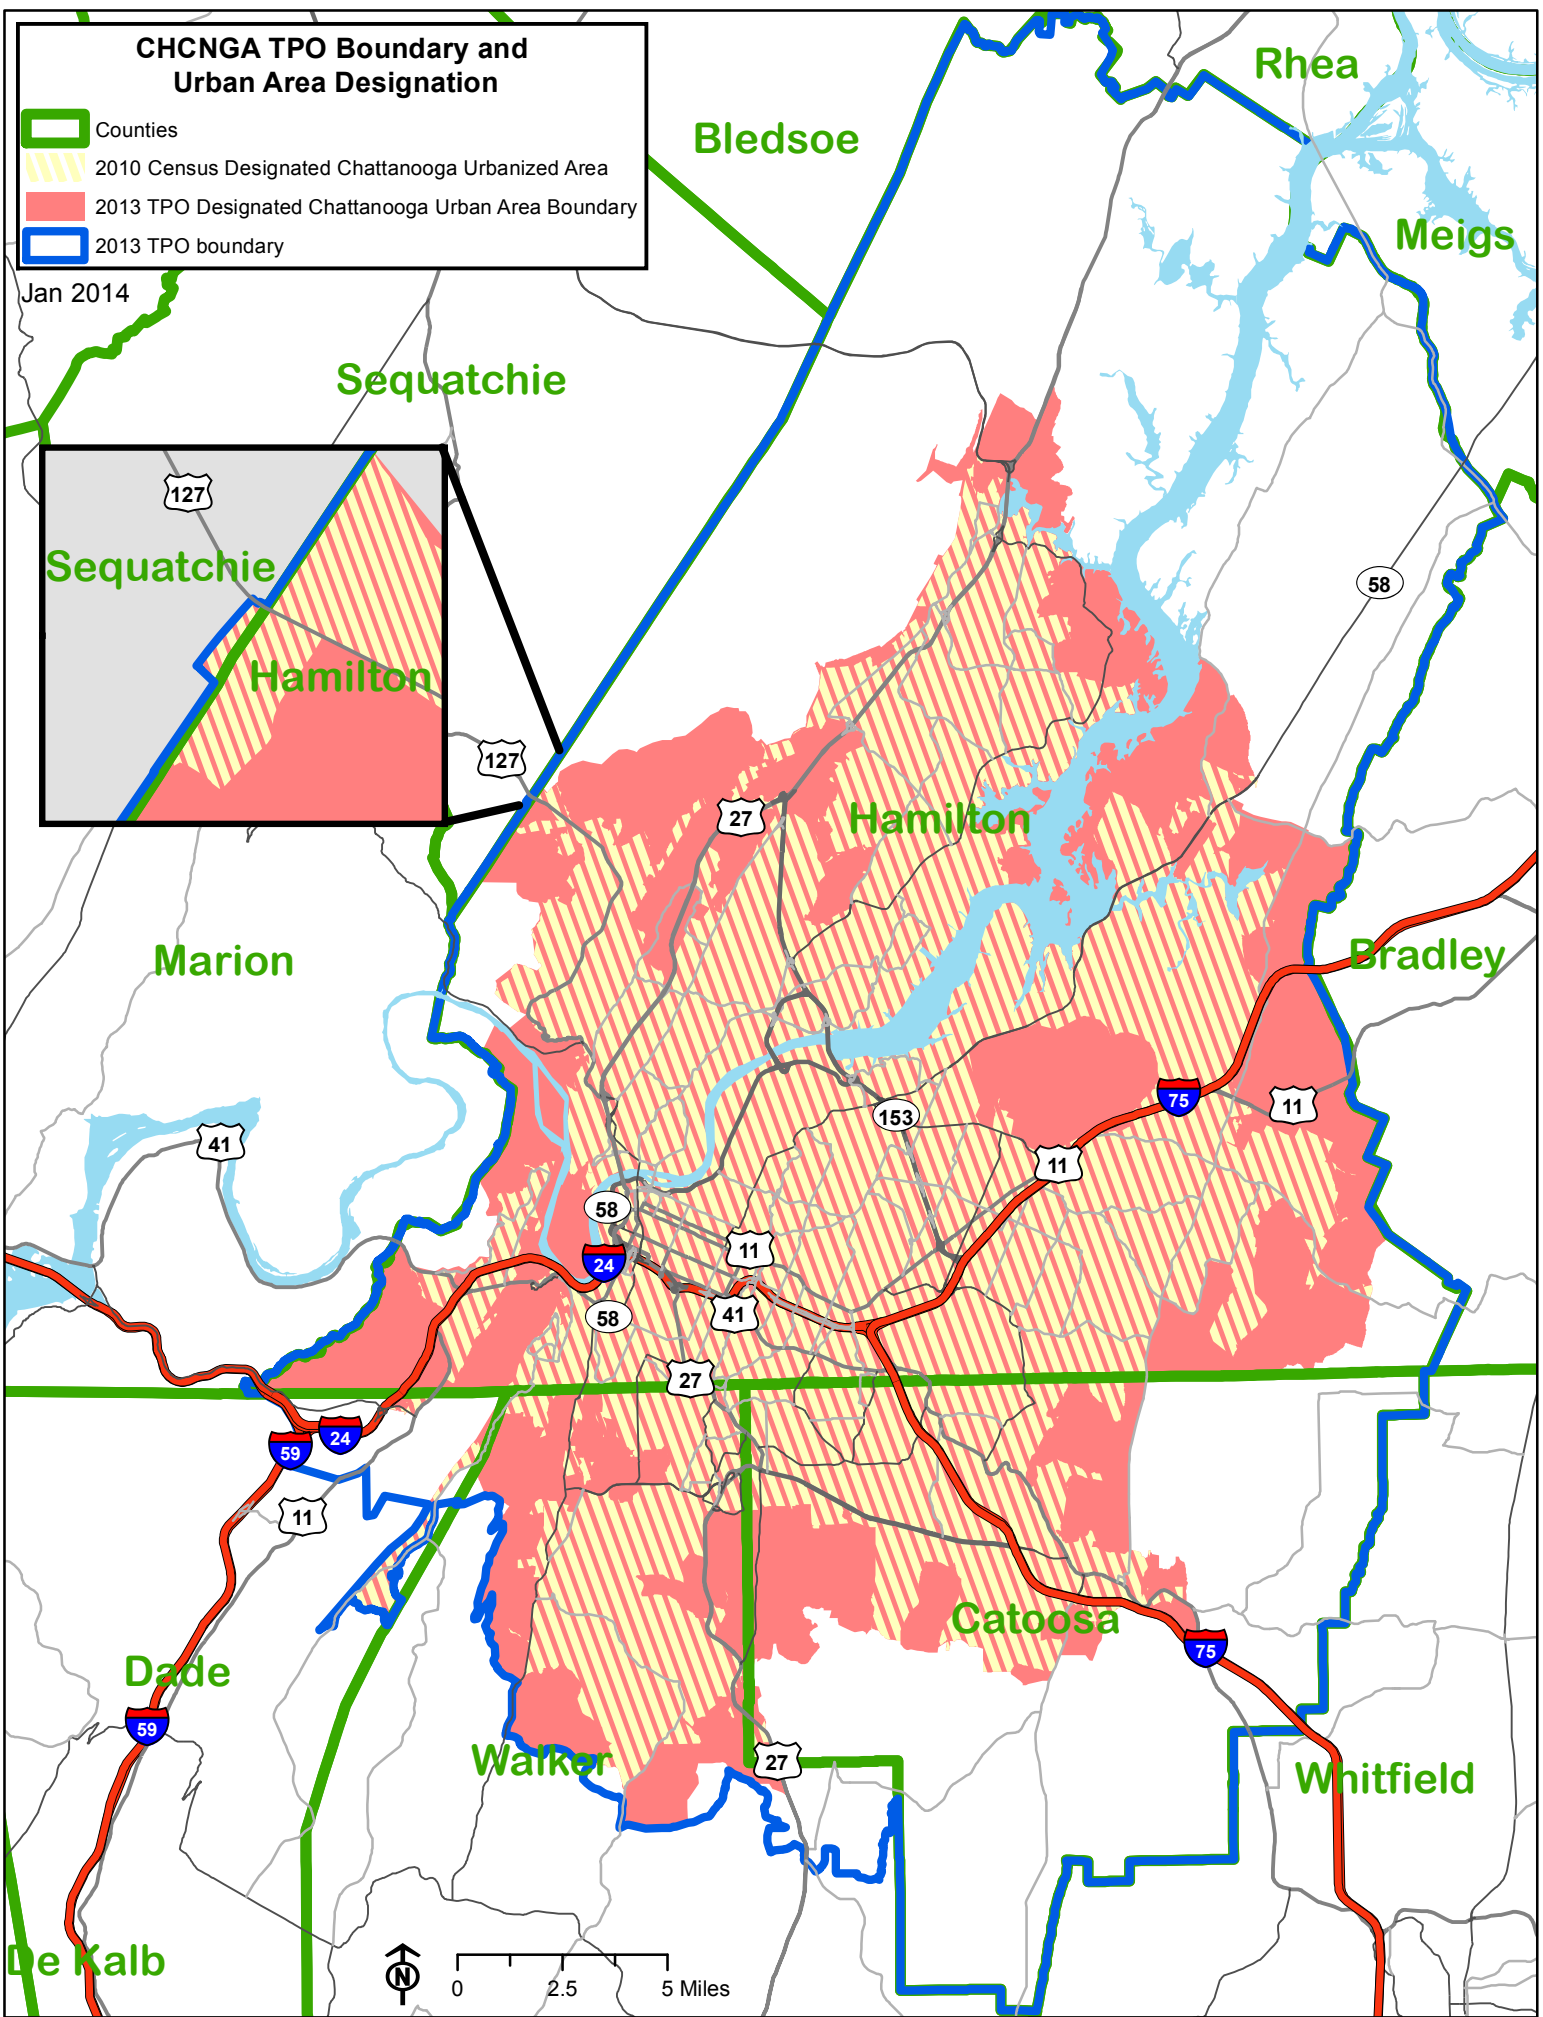 CHCNGA TPO Boundary and
Urban Area Designation
Counties
2010 Census Designated Chattanooga Urbanized Area
2013 TPO Designated Chattanooga Urban Area Boundary
2013 TPO boundary
Jan 2014
Rhea
Bledsoe
Meigs
Sequatchie
127
Sequatchie
58
Hamilton
127
27
Hamilton
Marion
Bradley
75
11
153
41
11
58
11
24
41
58
27
24
59
11
Catoosa
75
Dade
59
Walker
27
Whitfield
De Kalb
N
0 2.5 5 Miles